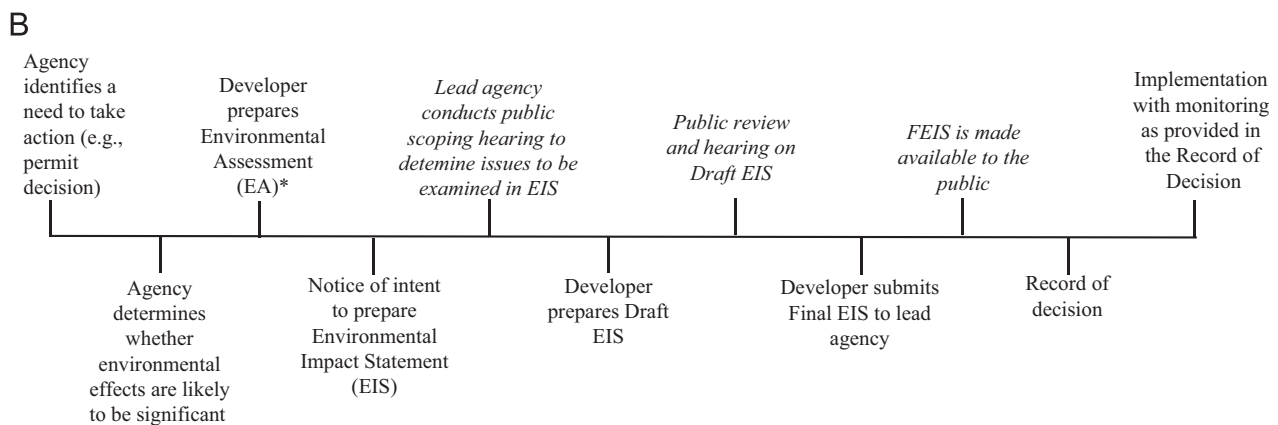 B
Agency
identifies a
need to take
action (e.g.,
permit
decision)
Agency
determines
whether
environmental
effects are likely
to be significant
Developer
prepares
Environmental
Assessment
(EA)*
Notice of intent
to prepare
Environmental
Impact Statement
(EIS)
Lead agency
conducts public
scoping hearing to
detemine issues to be
examined in EIS
Developer
prepares Draft
EIS
Public review
and hearing on
Draft EIS
Developer submits
Final EIS to lead
agency
FEIS is made
available to the
public
Record of
decision
Implementation
with monitoring
as provided in
the Record of
Decision